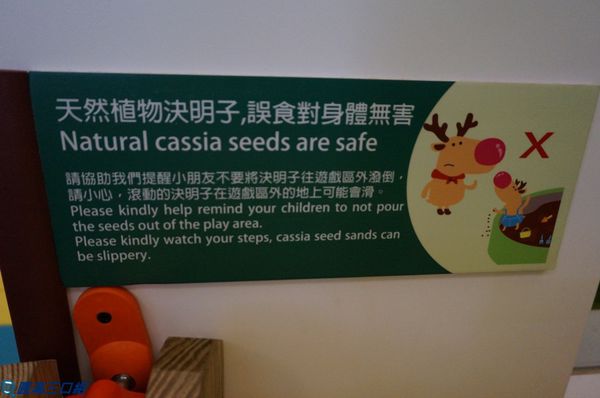 天然植物決明子,誤食對身體無害
Natural cassia seeds are safe
請協助我們提醒小朋友不要將決明子往遊戲區外潑倒，
請小心，滾動的決明子在遊戲區外的地上可能會滑。
Please kindly help remind your children to not pour
the seeds out of the play area.
Please kindly watch your steps, cassia seed sands can
be slippery.
X